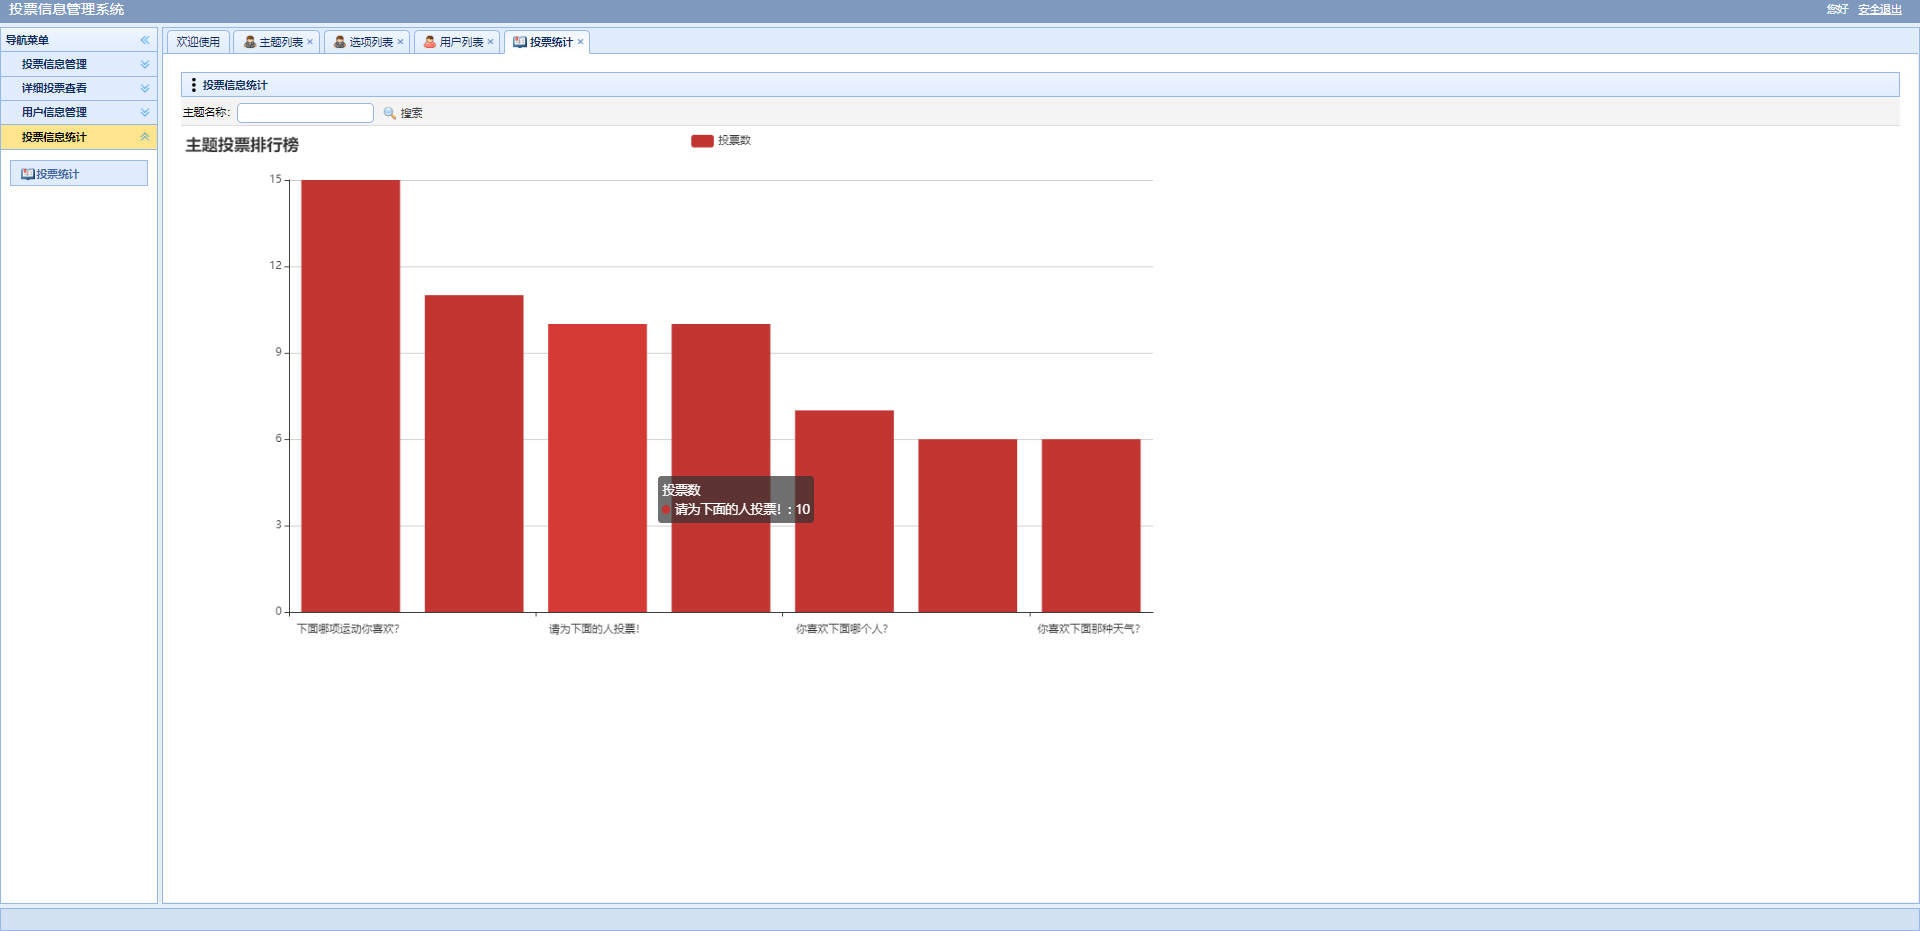 投票信息管理系统
您好 安全退出
导航菜单
投票信息管理
详细投票查看
用户信息管理
投票信息统计
投票统计
欢迎使用 主题列表 选项列表 用户列表 投票统计
投票信息统计
主题名称: 搜索
主题投票排行榜
投票数
15
12
9
6
3
0
投票数
请为下面的人投票! : 10
下面哪项运动你喜欢? 请为下面的人投票! 你喜欢下面哪个人? 你喜欢下面那种天气?